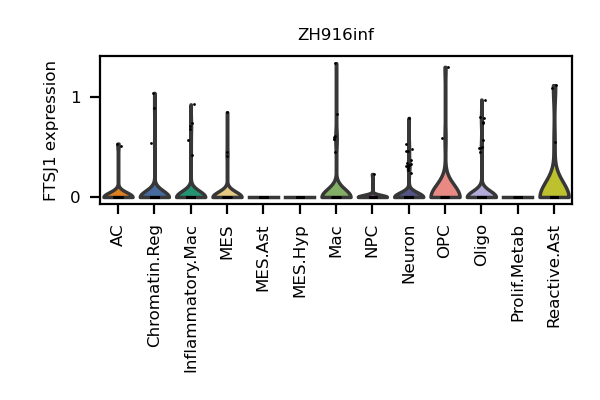 ZH916inf
FTSJ1 expression
1
0
AC
Chromatin.Reg
Inflammatory.Mac
MES
MES.Ast
MES.Hyp
Mac
NPC
Neuron
OPC
Oligo
Prolif.Metab
Reactive.Ast